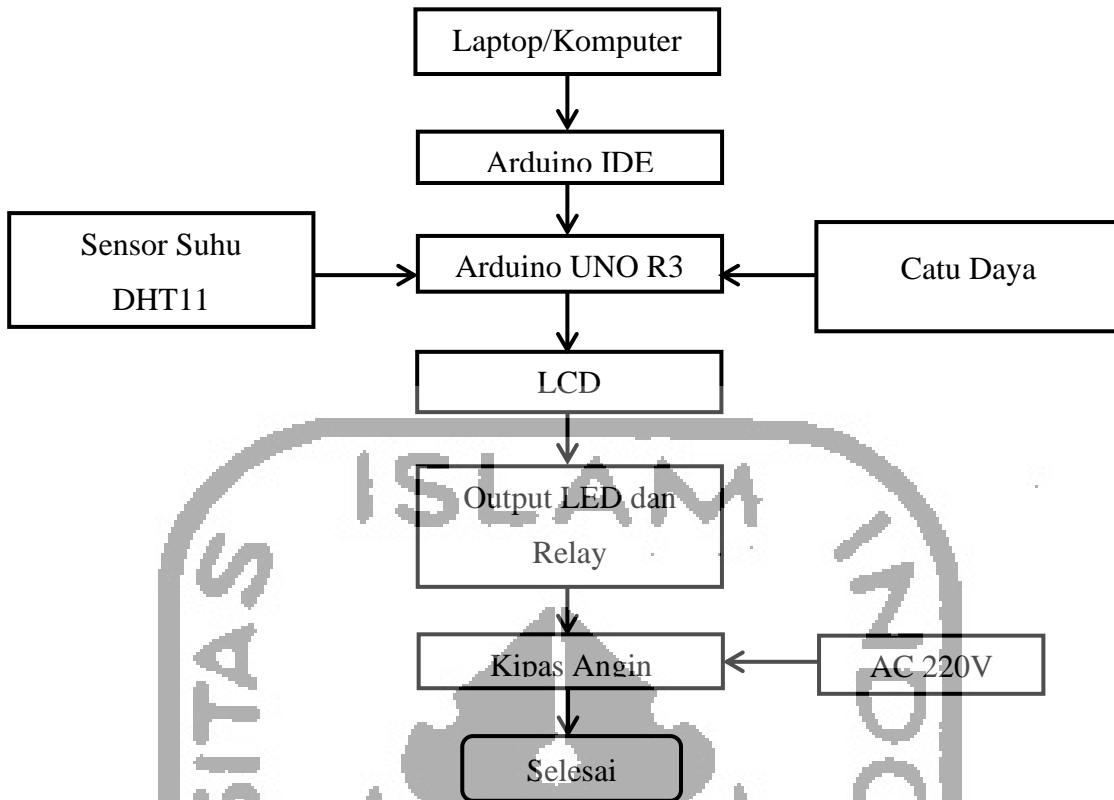 Laptop/Komputer
Arduino IDE
Sensor Suhu
DHT11
Arduino UNO R3
Catu Daya
LCD
ISLAM
Output LED dan
Relay
Kipas Angin
AC 220V
Selesai